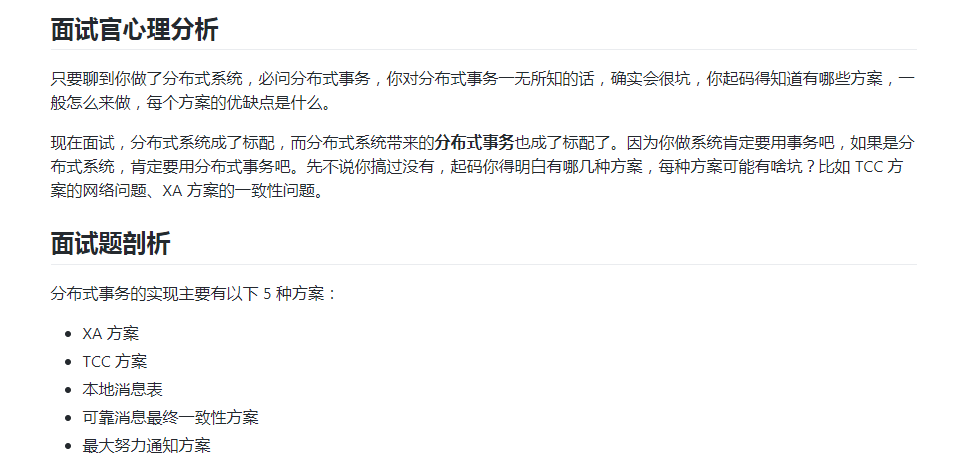 面试官心理分析
只要聊到你做了分布式系统，必问分布式事务，你对分布式事务一无所知的话，确实会很坑，你起码得知道有哪些方案，一
般怎么来做，每个方案的优缺点是什么。
现在面试，分布式系统成了标配，而分布式系统带来的分布式事务也成了标配了。因为你做系统肯定要用事务吧，如果是分
布式系统，肯定要用分布式事务吧。先不说你搞过没有，起码你得明白有哪几种方案，每种方案可能有啥坑？比如 TCC 方
案的网络问题、XA 方案的一致性问题。
面试题剖析
分布式事务的实现主要有以下 5 种方案：
• XA 方案
• TCC 方案
• 本地消息表
• 可靠消息最终一致性方案
• 最大努力通知方案